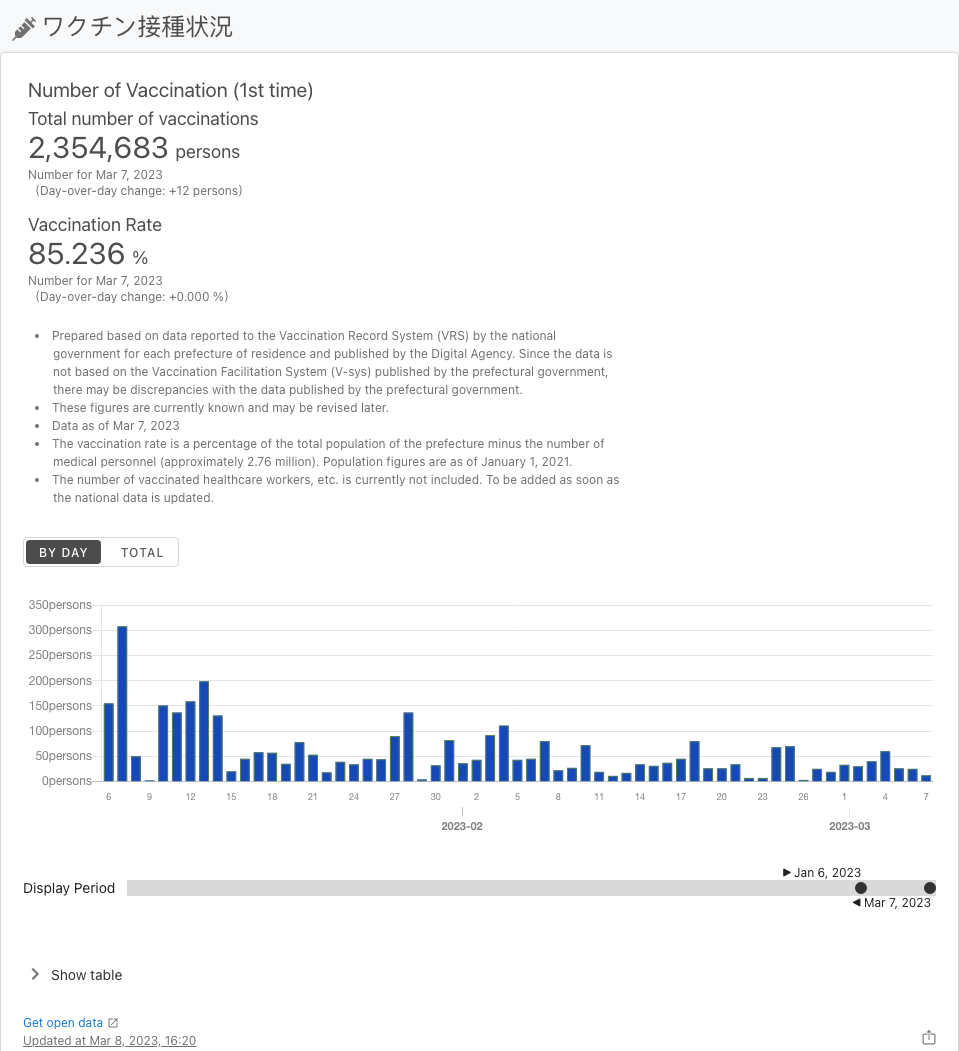 ワクチン接種状況
Number of Vaccination (1st time)
Total number of vaccinations
2,354,683 persons
Number for Mar 7, 2023
(Day-over-day change: +12 persons)
Vaccination Rate
85.236 %
Number for Mar 7, 2023
(Day-over-day change: +0.000 %)
• Prepared based on data reported to the Vaccination Record System (VRS) by the national
government for each prefecture of residence and published by the Digital Agency. Since the data is
not based on the Vaccination Facilitation System (V-sys) published by the prefectural government,
there may be discrepancies with the data published by the prefectural government.
• These figures are currently known and may be revised later.
• Data as of Mar 7, 2023
• The vaccination rate is a percentage of the total population of the prefecture minus the number of
medical personnel (approximately 2.76 million). Population figures are as of January 1, 2021.
• The number of vaccinated healthcare workers, etc. is currently not included. To be added as soon as
the national data is updated.
BY DAY TOTAL
350persons
300persons
250persons
200persons
150persons
100persons
50persons
0persons
6 9 12 15 18 21 24 27 30 2 5 8 11 14 17 20 23 26 1 4 7
2023-02 2023-03
Jan 6, 2023
Display Period
Mar 7, 2023
Show table
Get open data
Updated at Mar 8, 2023, 16:20